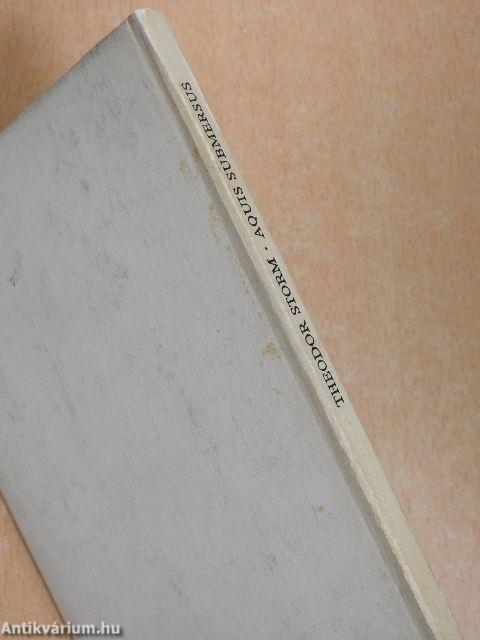 THEODOR STORM · AQUIS SUBMERSUS
Antikvárium.hu